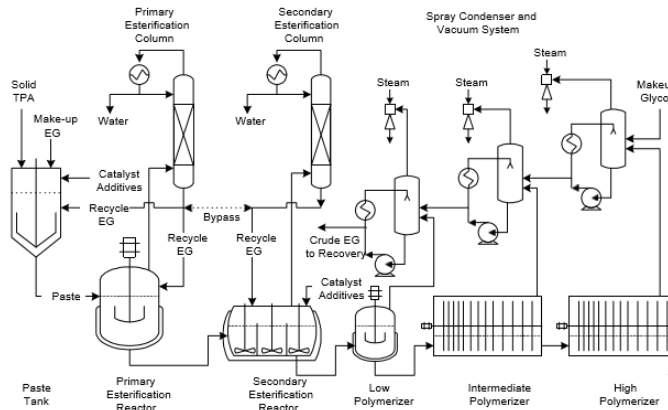 Primary
Esterification
Column
Secondary
Esterification
Column
Spray Condenser and
Vacuum System
Steam
Steam
Steam
Solid
TPA
Make-up
EG
Makeu
Glyco
Water
Water
Catalyst
Additives
Recycle
EG
Bypass
Recycle
EG
Recycle
EG
Crude EG
to Recovery
Catalyst
Additives
Paste
Paste
Tank
Primary
Esterification
Reactor
Secondary
Esterification
Reactor
Low
Polymerizer
Intermediate
Polymerizer
High
Polymerizer